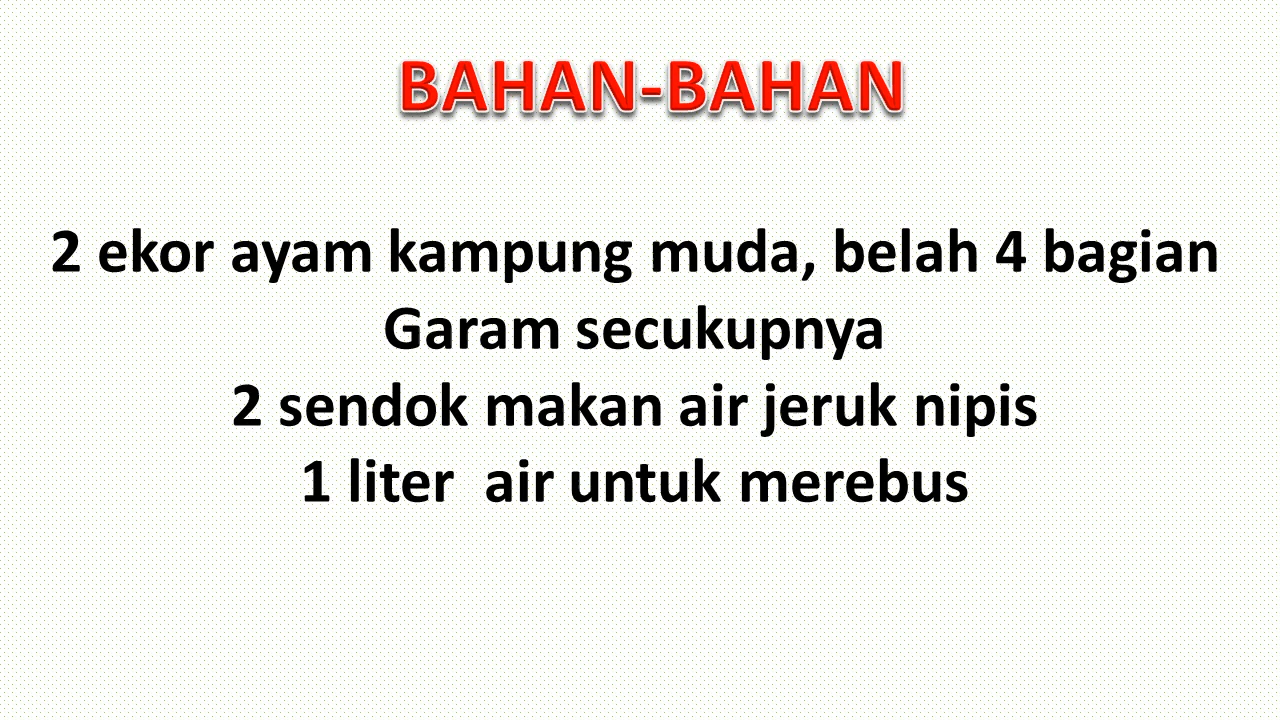 BAHAN-BAHAN
2 ekor ayam kampung muda, belah 4 bagian
Garam secukupnya
2 sendok makan air jeruk nipis
1 liter  air untuk merebus